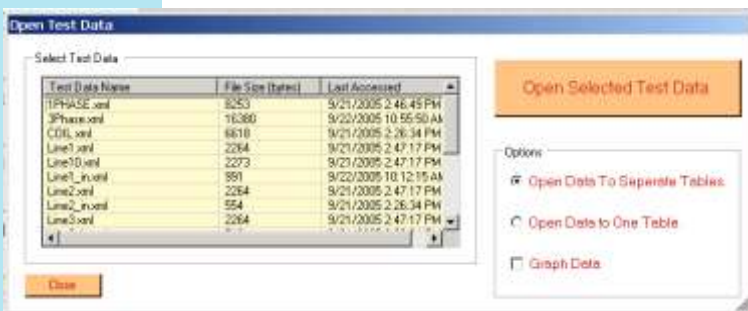 Open Test Data
Select Test Data
Test Data Name File Size (bytes) Last Accessed
1PHASE.xml 8253 9/21/2005 2:46:45 PM
3Phase.xml 16380 9/22/2005 10:55:50 AM
COIL.xml 6618 9/21/2005 2:26:34 PM
Line1.xml 2264 9/21/2005 2:47:17 PM
Line10.xml 2273 9/21/2005 2:47:17 PM
Line1_in.xml 991 9/22/2005 10:12:15 AM
Line2.xml 2264 9/21/2005 2:47:17 PM
Line2_in.xml 554 9/21/2005 2:26:34 PM
Line3.xml 2264 9/21/2005 2:47:17 PM
Close
Open Selected Test Data
Options
Open Data To Seperate Tables
Open Data to One Table
Graph Data